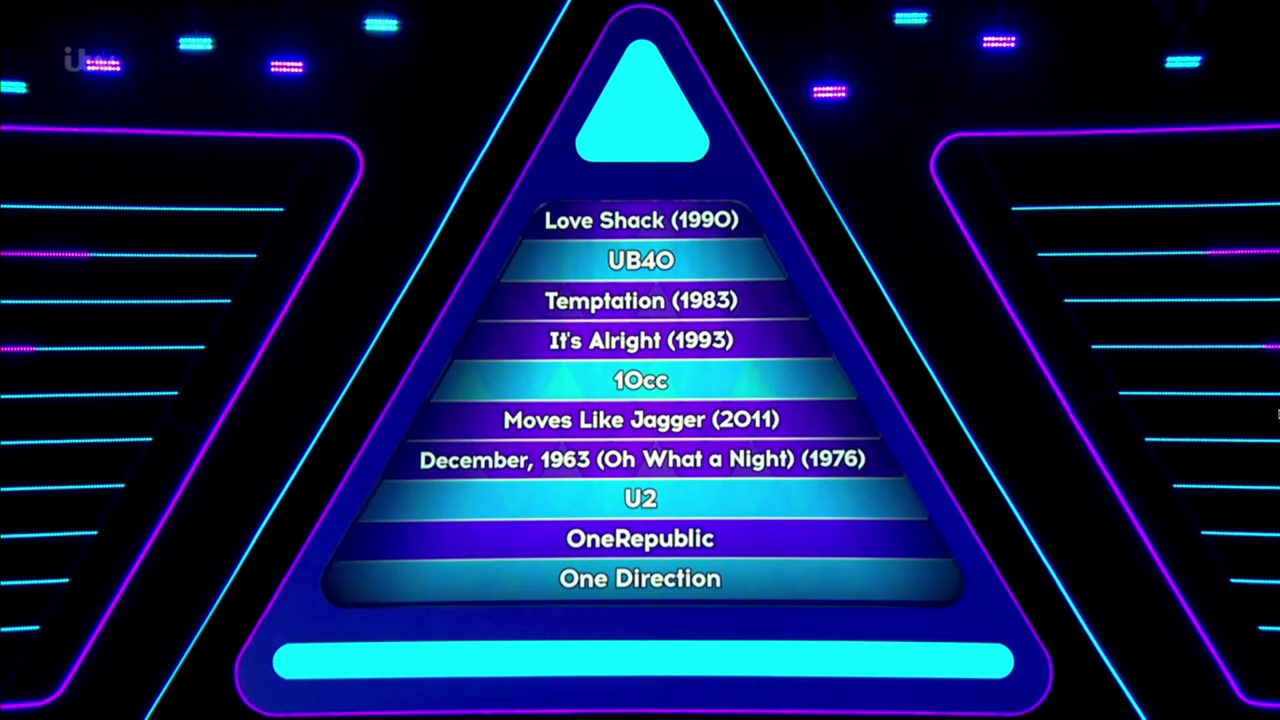 itv
Love Shack (1990)
UB40
Temptation (1983)
It's Alright (1993)
10cc
Moves Like Jagger (2011)
December, 1963 (Oh What a Night) (1976)
U2
OneRepublic
One Direction